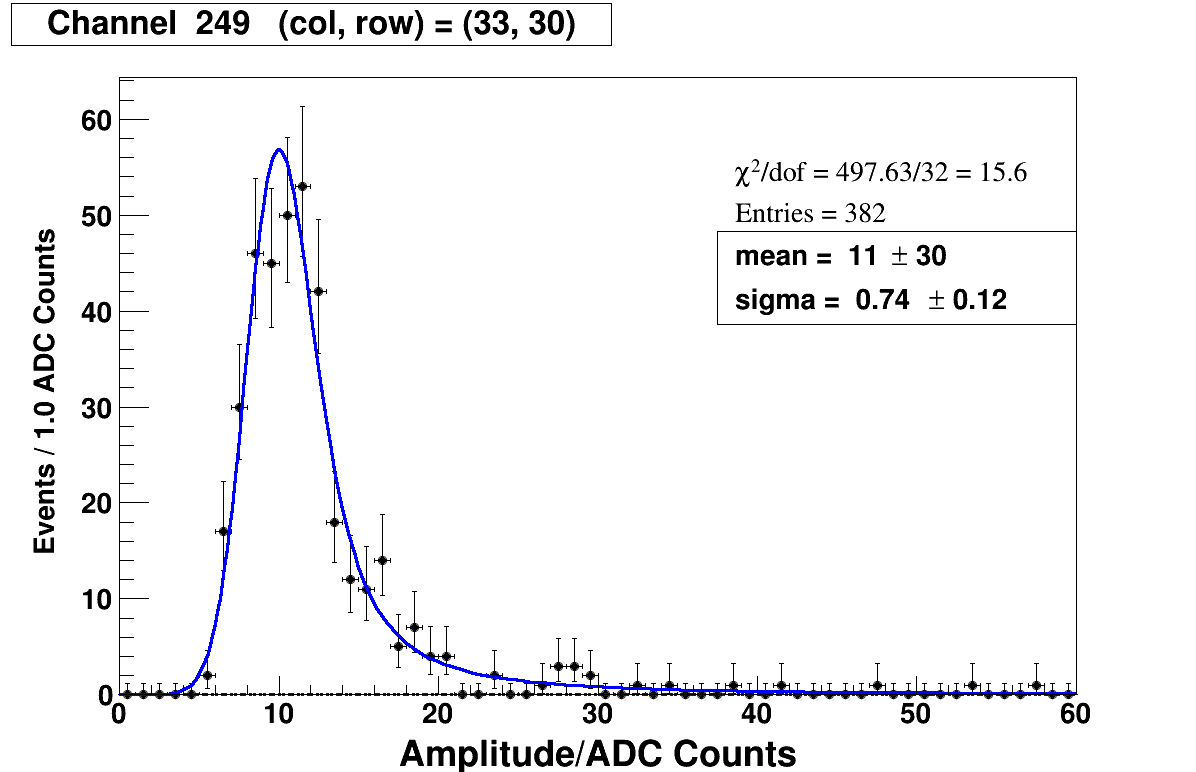 Channel 249 (col, row) = (33, 30)
Events / 1.0 ADC Counts
60
50
40
30
20
10
0
χ²/dof = 497.63/32 = 15.6
Entries = 382
mean = 11 ± 30
sigma = 0.74 ± 0.12
0 10 20 30 40 50 60
Amplitude/ADC Counts